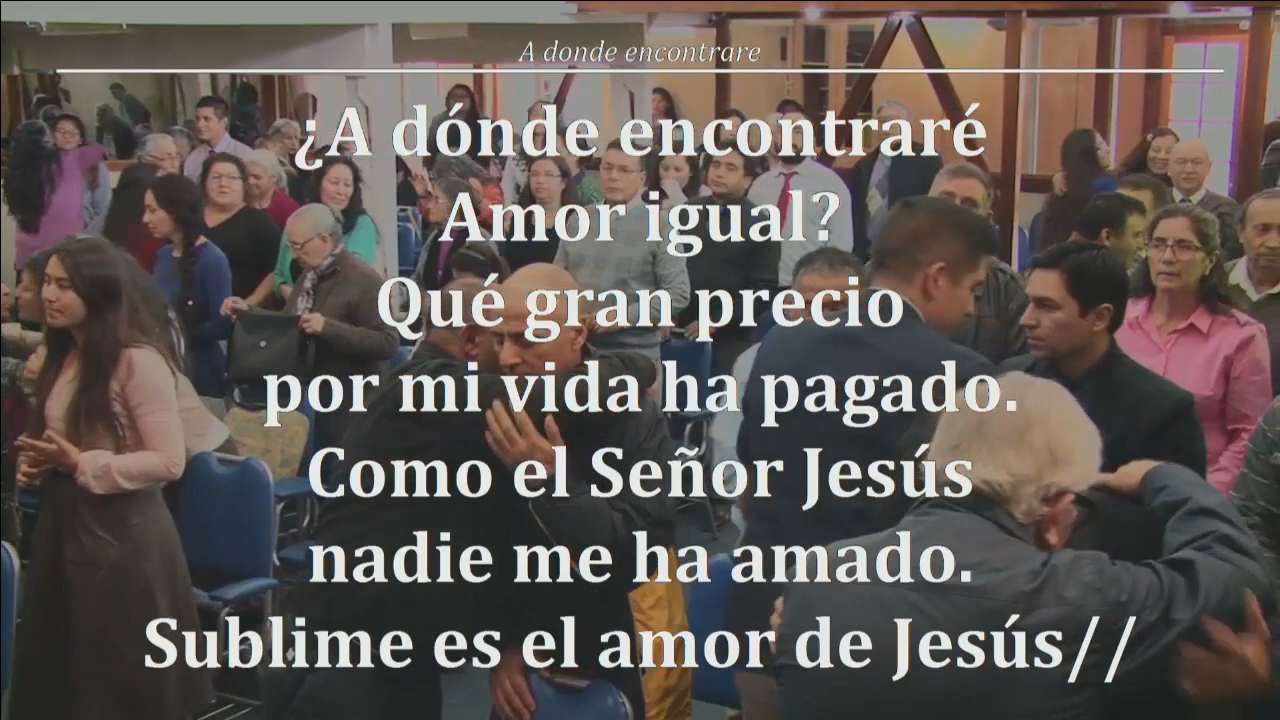 A donde encontrare
¿A dónde encontraré
Amor igual?
Qué gran precio
por mi vida ha pagado.
Como el Señor Jesús
nadie me ha amado.
Sublime es el amor de Jesús//